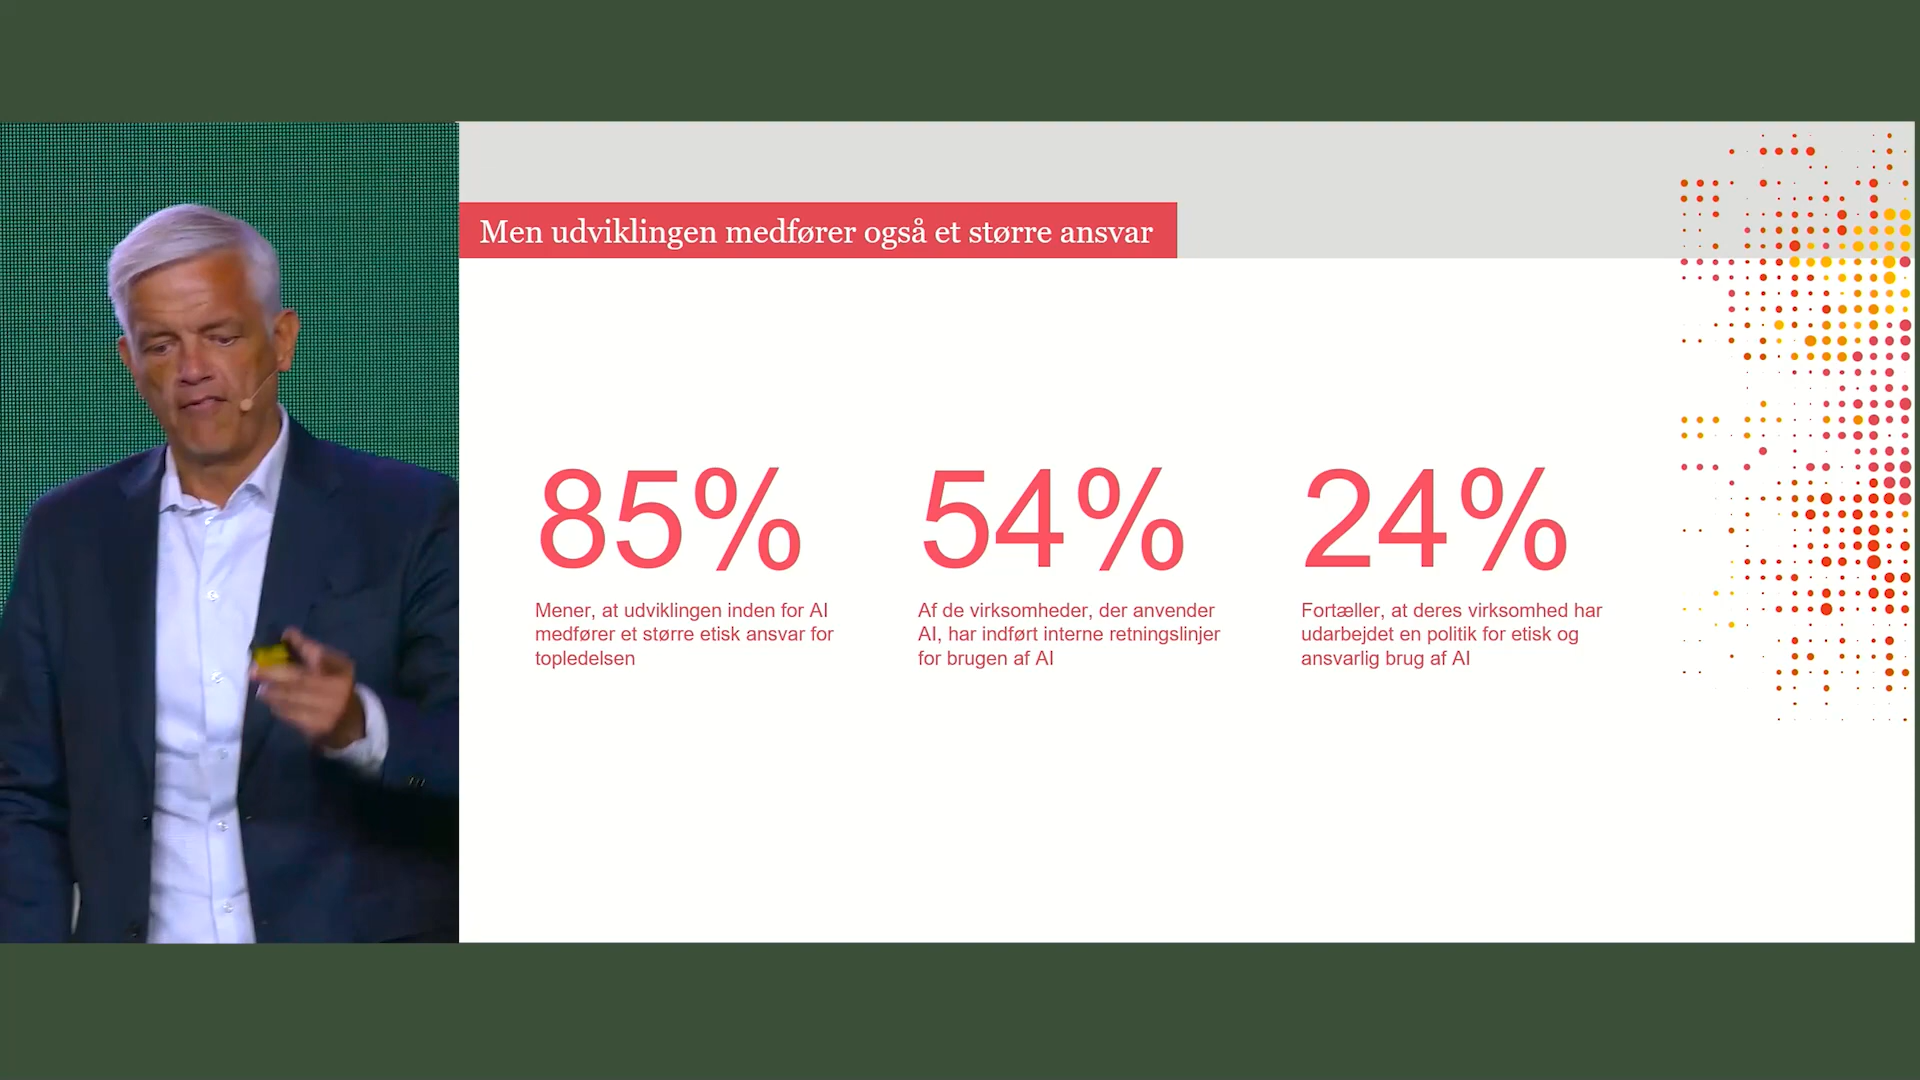 Men udviklingen medfører også et større ansvar
85%
Mener, at udviklingen inden for AI
medfører et større etisk ansvar for
topledelsen
54%
Af de virksomheder, der anvender
AI, har indført interne retningslinjer
for brugen af AI
24%
Fortæller, at deres virksomhed har
udarbejdet en politik for etisk og
ansvarlig brug af AI